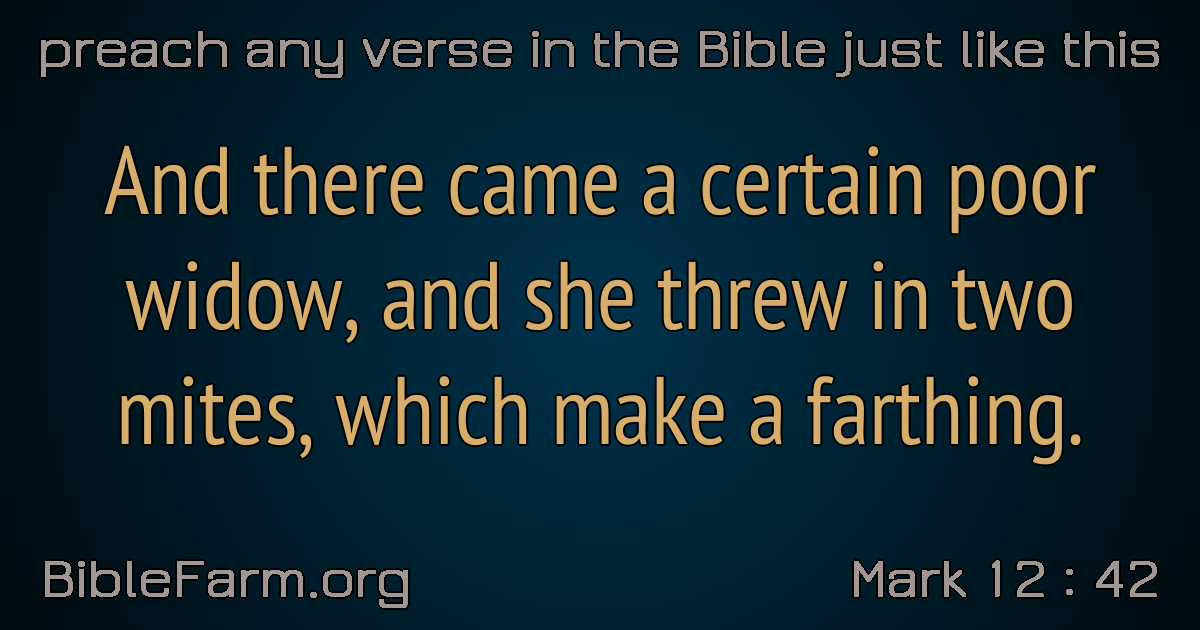 preach any verse in the Bible just like this
And there came a certain poor
widow, and she threw in two
mites, which make a farthing.
BibleFarm.org
Mark 12 : 42